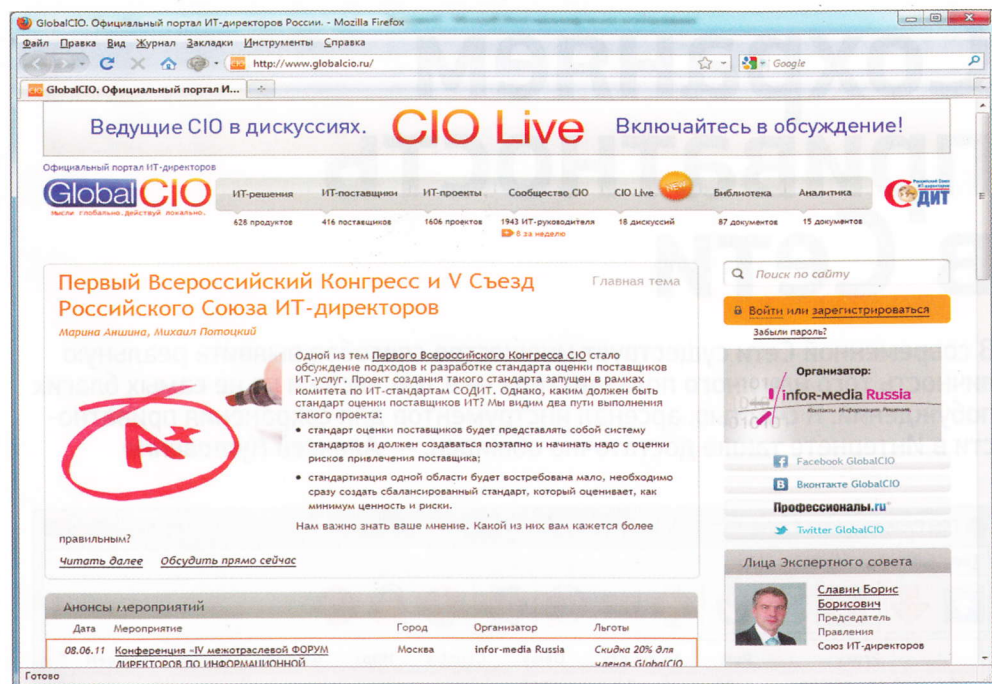 GlobalCIO. Официальный портал ИТ-директоров России. - Mozilla Firefox
Файл Правка Вид Журнал Закладки Инструменты Справка
http://www.globalcio.ru/
Google
GlobalCIO. Официальный портал И...
Ведущие CIO в дискуссиях. CIO Live Включайтесь в обсуждение!
Официальный портал ИТ-директоров
GlobalCIO
мысли глобально.действуй локально.
ИТ-решения ИТ-поставщики ИТ-проекты Сообщество CIO CIO Live NEW Библиотека Аналитика
СОДИТ
628 продуктов 416 поставщиков 1606 проектов 1943 ИТ-руководителя 18 дискуссий 87 документов 15 документов
8 за неделю
Первый Всероссийский Конгресс и V Съезд
Российского Союза ИТ-директоров
Главная тема
Марина Аншина, Михаил Потоцкий
Одной из тем Первого Всероссийского Конгресса CIO стало
обсуждение подходов к разработке стандарта оценки поставщиков
ИТ-услуг. Проект создания такого стандарта запущен в рамках
комитета по ИТ-стандартам СОДИТ. Однако, каким должен быть
стандарт оценки поставщиков ИТ? Мы видим два пути выполнения
такого проекта:
• стандарт оценки поставщиков будет представлять собой систему
стандартов и должен создаваться поэтапно и начинать надо с оценки
рисков привлечения поставщика;
• стандартизация одной области будет востребована мало, необходимо
сразу создать сбалансированный стандарт, который оценивает, как
минимум ценность и риски.
Нам важно знать ваше мнение. Какой из них вам кажется более
правильным?
Читать далее Обсудить прямо сейчас
A+
Поиск по сайту
Войти или зарегистрироваться
Забыли пароль?
Организатор:
infor-media Russia
Контакты. Информация. Решения.
Facebook GlobalCIO
Вконтакте GlobalCIO
Профессионалы.ru
Twitter GlobalCIO
Лица Экспертного совета
Славин Борис
Борисович
Председатель
Правления
Союз ИТ-директоров
Анонсы мероприятий
Дата Мероприятие Город Организатор Льготы
08.06.11 Конференция «IV межотраслевой ФОРУМ Москва infor-media Russia Скидка 20% для
ДИРЕКТОРОВ ПО ИНФОРМАЦИОННОЙ членов GlobalCIO
Готово